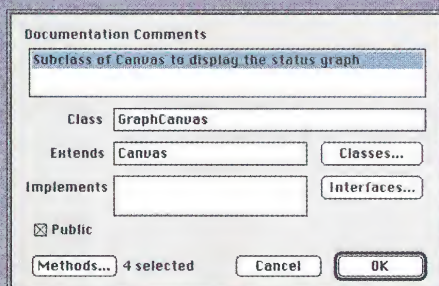 Documentation Comments
Subclass of Canvas to display the status graph
Class GraphCanvas
Extends Canvas Classes...
Implements Interfaces...
Public
Methods... 4 selected Cancel OK